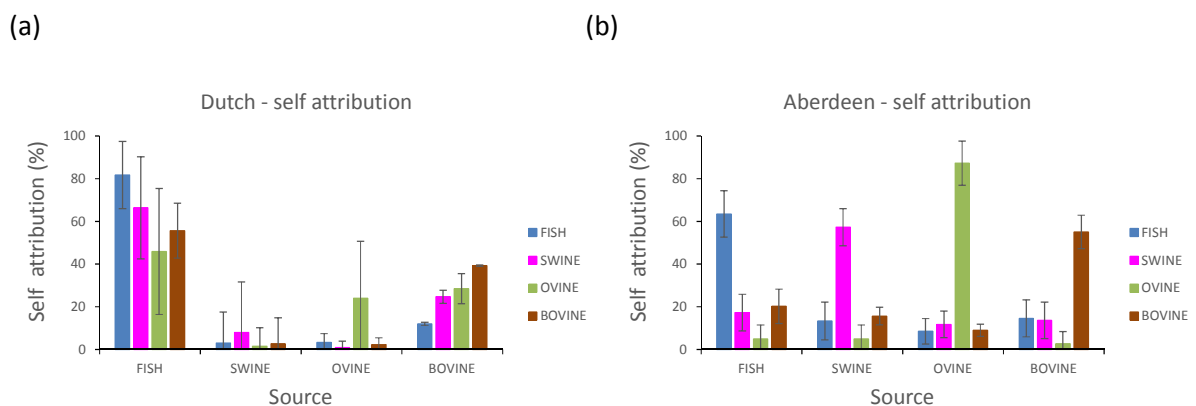 (a)
Dutch - self attribution
Self attribution (%)
100
80
60
40
20
0
FISH SWINE OVINE BOVINE
Source
FISH
SWINE
OVINE
BOVINE
(b)
Aberdeen - self attribution
Self attribution (%)
100
80
60
40
20
0
FISH SWINE OVINE BOVINE
Source
FISH
SWINE
OVINE
BOVINE